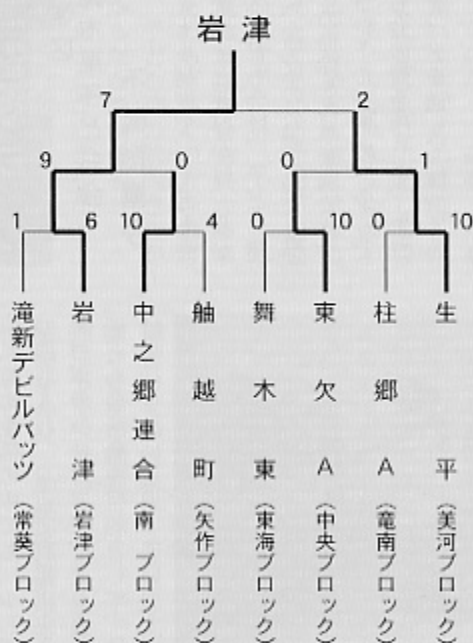 岩津
7 2
9 0 0 1
1 6 10 4 0 10 0 10
滝新デビルバッツ（常葵ブロック）
岩津（岩津ブロック）
中之郷連合（南ブロック）
舳越町（矢作ブロック）
舞木東（東海ブロック）
東欠A（中央ブロック）
柱郷A（竜南ブロック）
生平（美河ブロック）